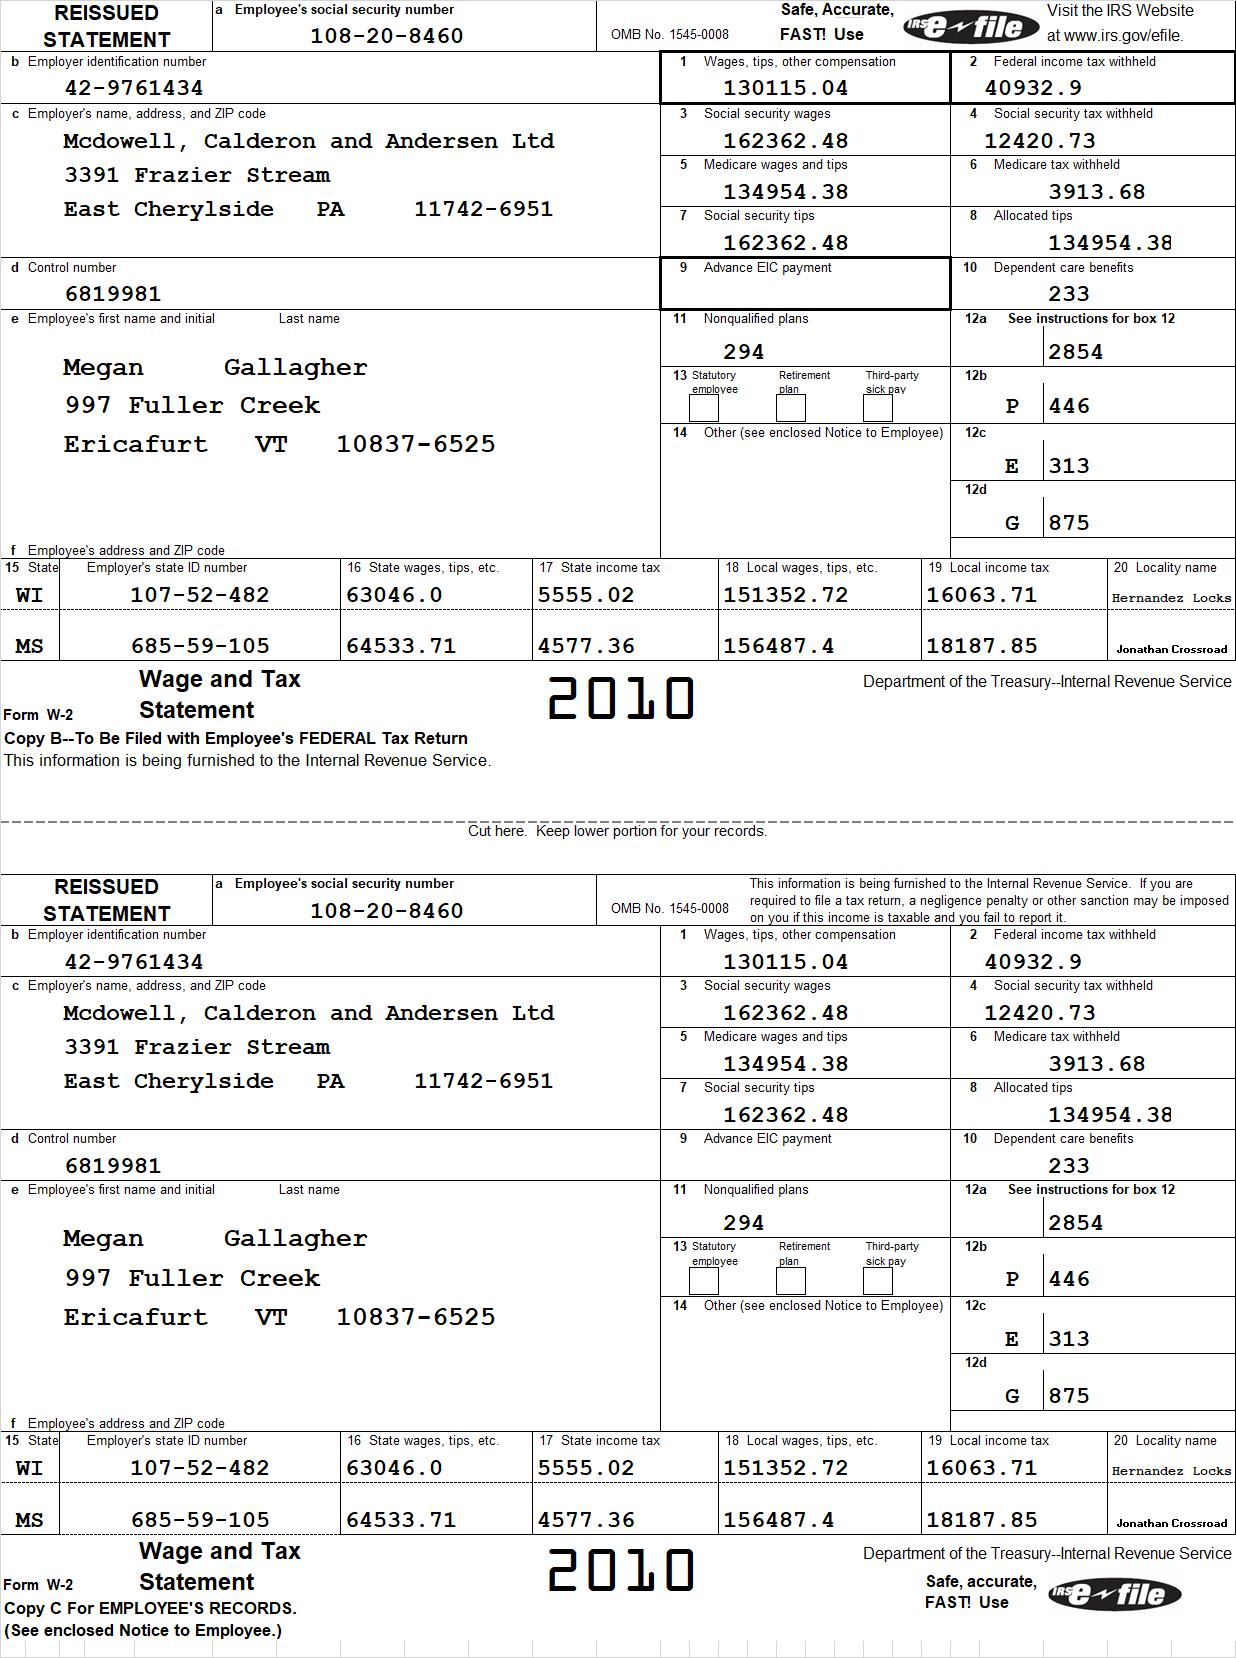 REISSUED STATEMENT
a Employee's social security number
108-20-8460
OMB No. 1545-0008
Safe, Accurate, FAST! Use
IRS e-file
Visit the IRS Website at www.irs.gov/efile.
b Employer identification number
42-9761434
1 Wages, tips, other compensation
130115.04
2 Federal income tax withheld
40932.9
c Employer's name, address, and ZIP code
Mcdowell, Calderon and Andersen Ltd
3391 Frazier Stream
East Cherylside PA 11742-6951
3 Social security wages
162362.48
4 Social security tax withheld
12420.73
5 Medicare wages and tips
134954.38
6 Medicare tax withheld
3913.68
7 Social security tips
162362.48
8 Allocated tips
134954.38
d Control number
6819981
9 Advance EIC payment
10 Dependent care benefits
233
e Employee's first name and initial Last name
Megan Gallagher
997 Fuller Creek
Ericafurt VT 10837-6525
11 Nonqualified plans
294
12a See instructions for box 12
2854
13 Statutory employee Retirement plan Third-party sick pay
12b
P 446
14 Other (see enclosed Notice to Employee)
12c
E 313
12d
G 875
f Employee's address and ZIP code
15 State Employer's state ID number 16 State wages, tips, etc. 17 State income tax 18 Local wages, tips, etc. 19 Local income tax 20 Locality name
WI 107-52-482 63046.0 5555.02 151352.72 16063.71 Hernandez Locks
MS 685-59-105 64533.71 4577.36 156487.4 18187.85 Jonathan Crossroad
Form W-2 Wage and Tax Statement
2010
Department of the Treasury--Internal Revenue Service
Copy B--To Be Filed with Employee's FEDERAL Tax Return
This information is being furnished to the Internal Revenue Service.
Cut here. Keep lower portion for your records.
REISSUED STATEMENT
a Employee's social security number
108-20-8460
OMB No. 1545-0008
This information is being furnished to the Internal Revenue Service. If you are
required to file a tax return, a negligence penalty or other sanction may be imposed
on you if this income is taxable and you fail to report it.
b Employer identification number
42-9761434
1 Wages, tips, other compensation
130115.04
2 Federal income tax withheld
40932.9
c Employer's name, address, and ZIP code
Mcdowell, Calderon and Andersen Ltd
3391 Frazier Stream
East Cherylside PA 11742-6951
3 Social security wages
162362.48
4 Social security tax withheld
12420.73
5 Medicare wages and tips
134954.38
6 Medicare tax withheld
3913.68
7 Social security tips
162362.48
8 Allocated tips
134954.38
d Control number
6819981
9 Advance EIC payment
10 Dependent care benefits
233
e Employee's first name and initial Last name
Megan Gallagher
997 Fuller Creek
Ericafurt VT 10837-6525
11 Nonqualified plans
294
12a See instructions for box 12
2854
13 Statutory employee Retirement plan Third-party sick pay
12b
P 446
14 Other (see enclosed Notice to Employee)
12c
E 313
12d
G 875
f Employee's address and ZIP code
15 State Employer's state ID number 16 State wages, tips, etc. 17 State income tax 18 Local wages, tips, etc. 19 Local income tax 20 Locality name
WI 107-52-482 63046.0 5555.02 151352.72 16063.71 Hernandez Locks
MS 685-59-105 64533.71 4577.36 156487.4 18187.85 Jonathan Crossroad
Form W-2 Wage and Tax Statement
2010
Department of the Treasury--Internal Revenue Service
Safe, accurate, FAST! Use
IRS e-file
Copy C For EMPLOYEE'S RECORDS.
(See enclosed Notice to Employee.)